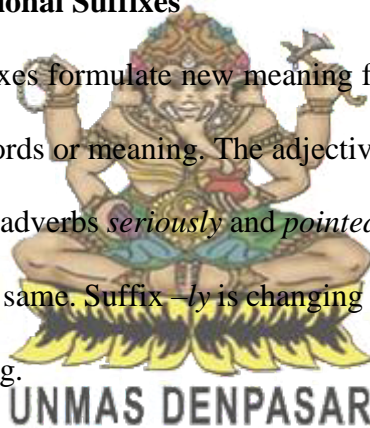 ional Suffixes
xes formulate new meaning f
ords or meaning. The adjectiv
adverbs seriously and pointed
same. Suffix –ly is changing
g.
UNMAS DENPASAR